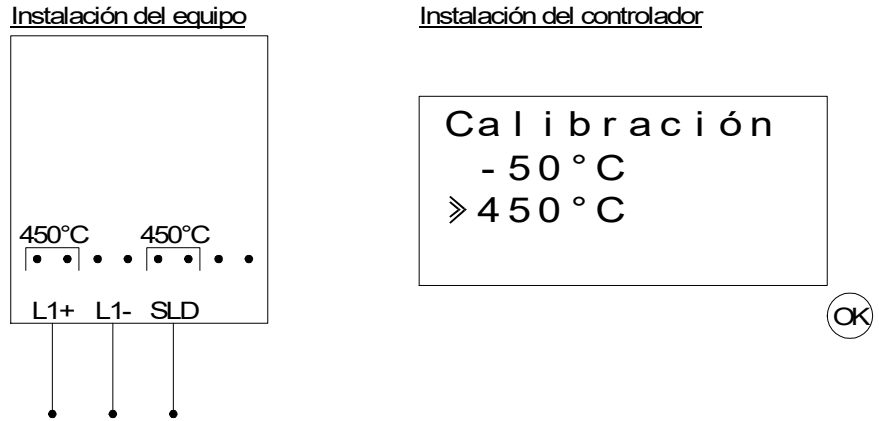 Instalación del equipo
450°C 450°C
L1+ L1- SLD
Instalación del controlador
Calibración
-50°C
≫450°C
OK